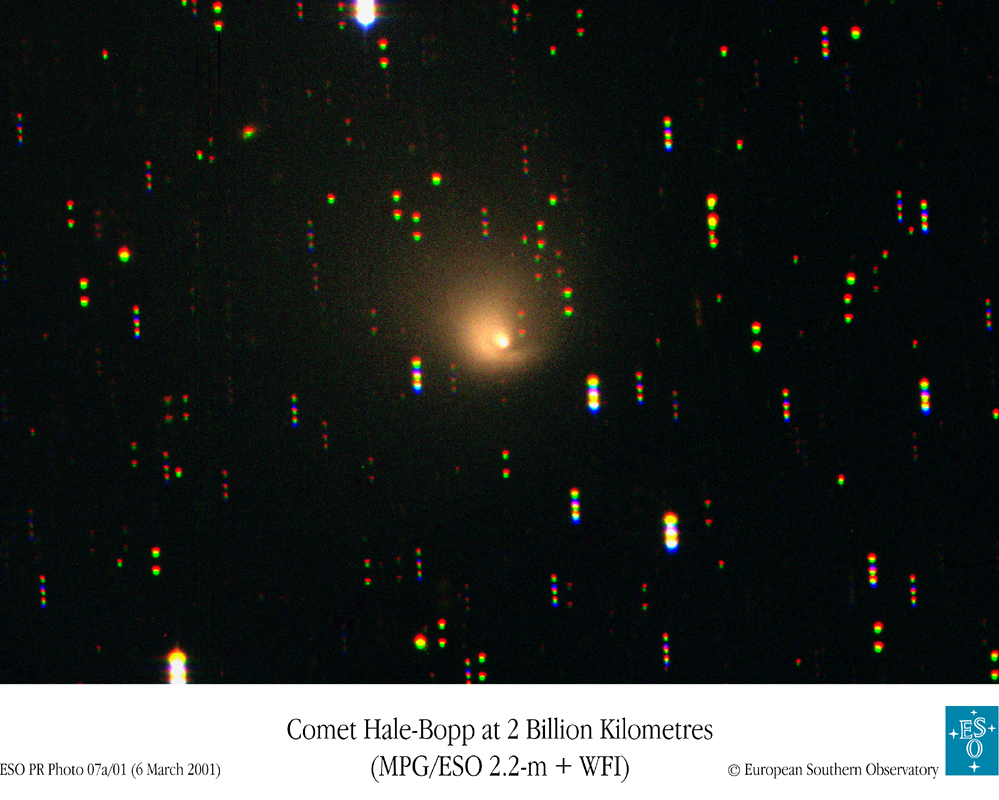 Comet Hale-Bopp at 2 Billion Kilometres
(MPG/ESO 2.2-m + WFI)
ESO PR Photo 07a/01 (6 March 2001)
© European Southern Observatory
ES
O